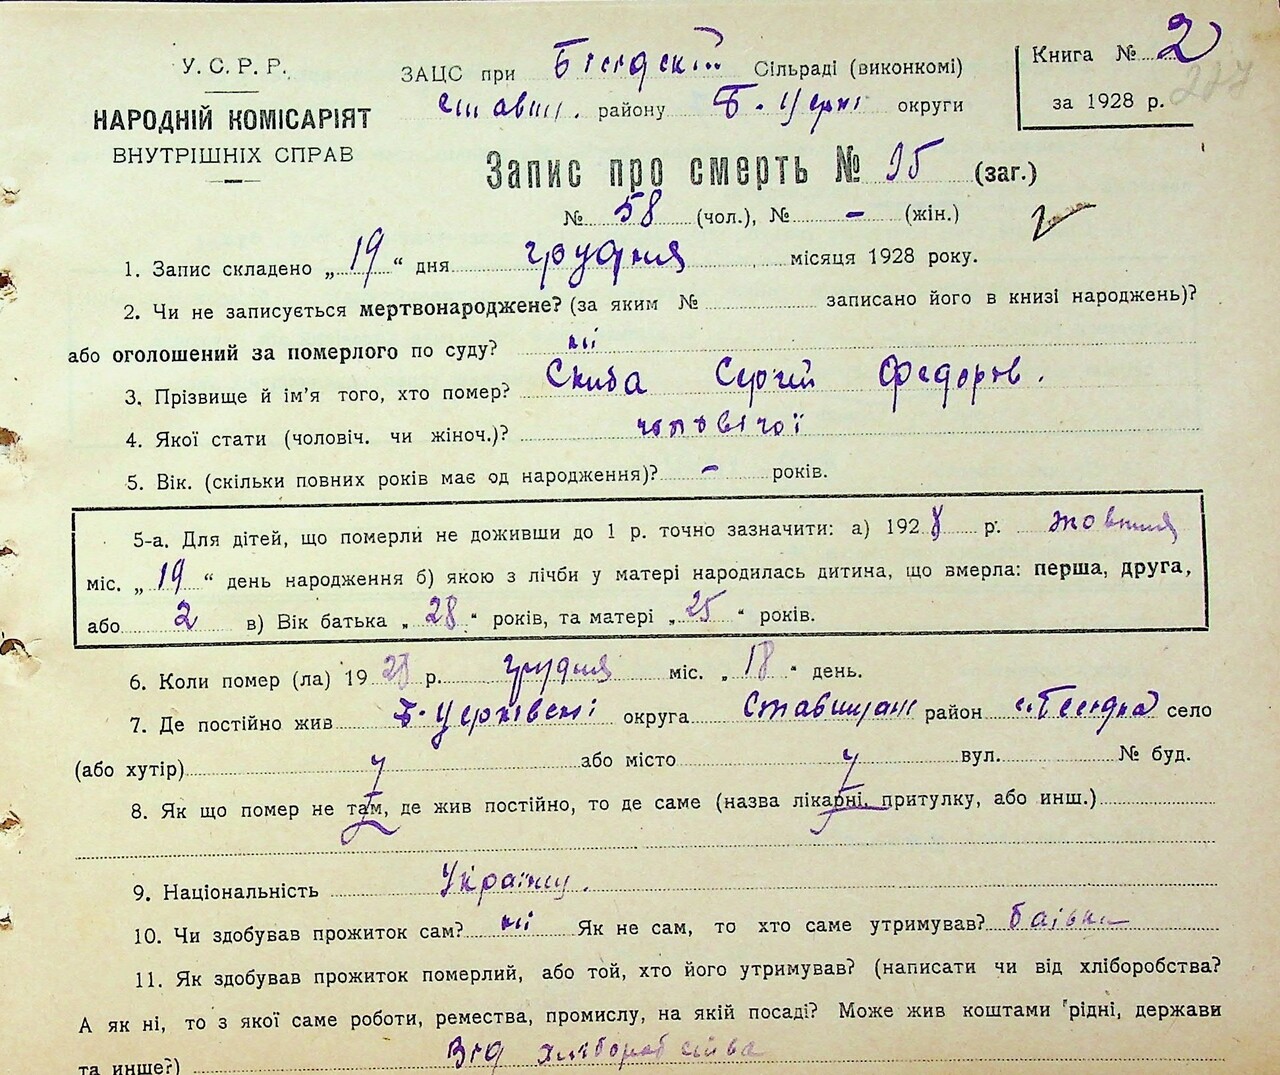 У. С. Р. Р.
НАРОДНІЙ КОМІСАРІЯТ
ВНУТРІШНІХ СПРАВ
ЗАЦС при Сільраді (виконкомі)
Ставищ. району Б-Церкі округи
Книга № 2
за 1928 р.
227
Запис про смерть № 95 (заг.)
№ 58 (чол.), № - (жін.)
1. Запис складено „ 19 “ дня грудня місяця 1928 року.
2. Чи не записується мертвонароджене? (за яким № записано його в книзі народжень)?
або оголошений за померлого по суду? ні
3. Прізвище й ім'я того, хто помер? Скиба Сергій Федоров.
4. Якої стати (чоловіч. чи жіноч.)? чоловічої
5. Вік. (скільки повних років має од народження)? - років.
5-а. Для дітей, що померли не доживши до 1 р. точно зазначити: а) 1928 р. жовтня
міс. „ 19 “ день народження б) якою з лічби у матері народилась дитина, що вмерла: перша, друга,
або 2 в) Вік батька „ 28 “ років, та матері „ 25 “ років.
6. Коли помер (ла) 1928 р. грудня міс. „ 18 “ день.
7. Де постійно жив Б-Церківські округа Ставищанс район село
(або хутір) або місто вул. № буд.
8. Як що помер не там, де жив постійно, то де саме (назва лікарні, притулку, або инш.)
9. Національність Україну.
10. Чи здобував прожиток сам? ні Як не сам, то хто саме утримував? батьки
11. Як здобував прожиток померлий, або той, хто його утримував? (написати чи від хліборобства?
А як ні, то з якої саме роботи, ремества, промислу, на якій посаді? Може жив коштами рідні, держави
та инше?) Від хліборобства